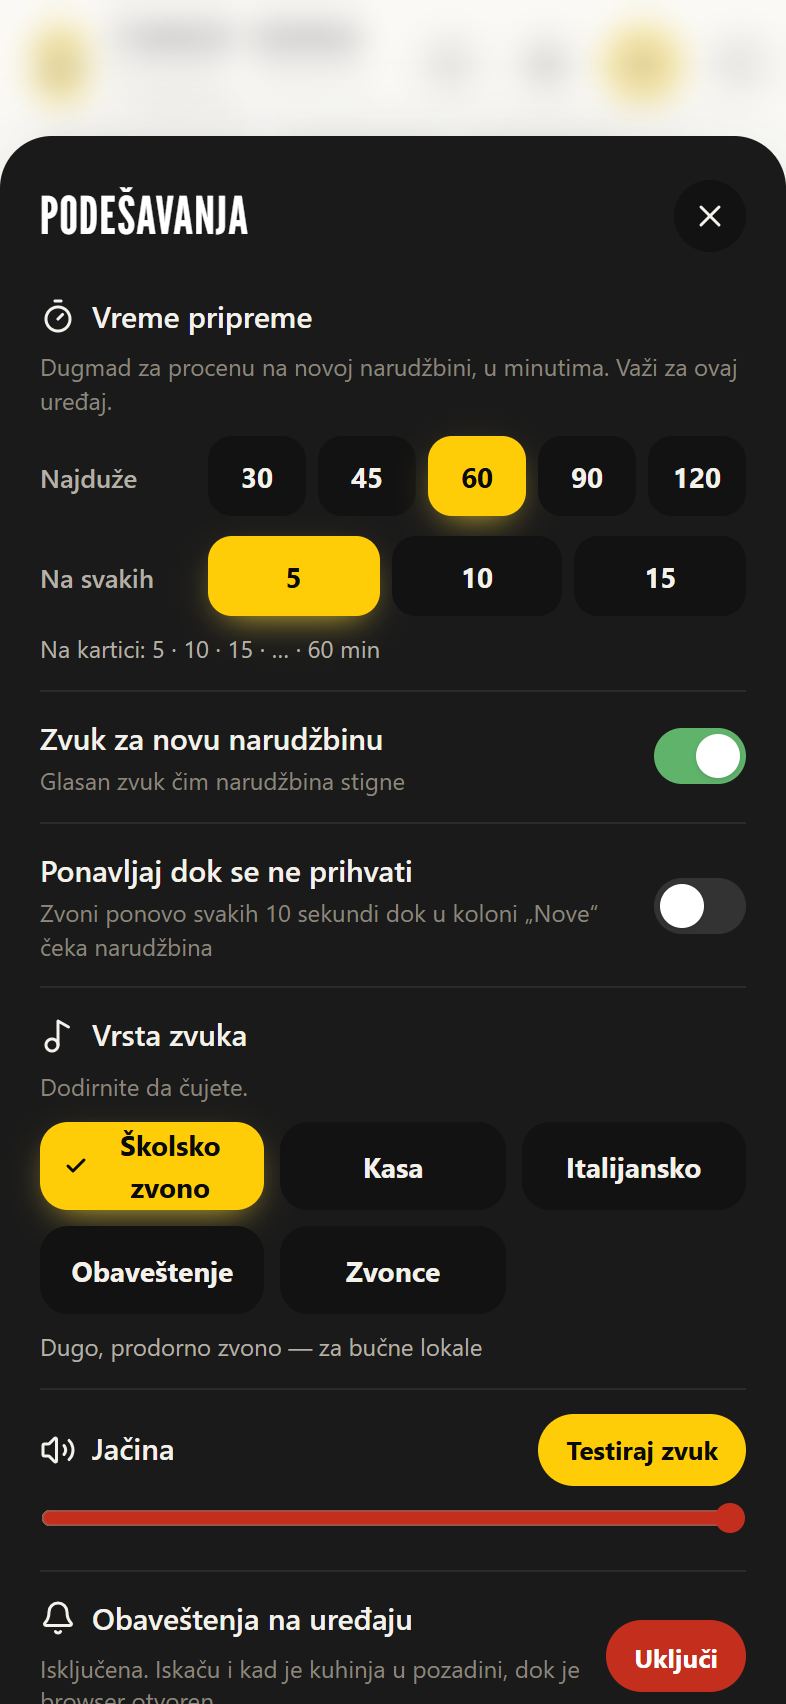 PODEŠAVANJA
Vreme pripreme
Dugmad za procenu na novoj narudžbini, u minutima. Važi za ovaj
uređaj.
Najduže 30 45 60 90 120
Na svakih 5 10 15
Na kartici: 5 · 10 · 15 · … · 60 min
Zvuk za novu narudžbinu
Glasan zvuk čim narudžbina stigne
Ponavljaj dok se ne prihvati
Zvoni ponovo svakih 10 sekundi dok u koloni „Nove“
čeka narudžbina
Vrsta zvuka
Dodirnite da čujete.
Školsko
zvono
Kasa
Italijansko
Obaveštenje
Zvonce
Dugo, prodorno zvono — za bučne lokale
Jačina
Testiraj zvuk
Obaveštenja na uređaju
Uključi
Isključena. Iskaču i kad je kuhinja u pozadini, dok je
browser otvoren